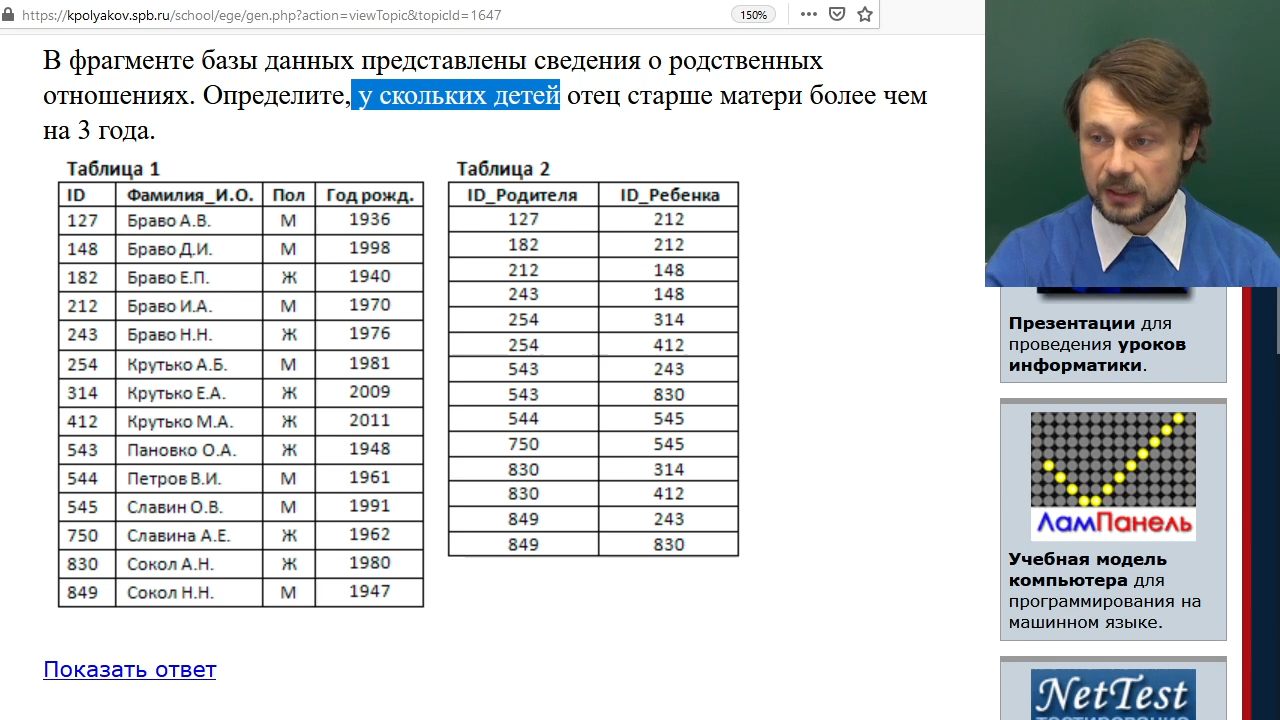 https://kpolyakov.spb.ru/school/ege/gen.php?action=viewTopic&topicId=1647
150%
В фрагменте базы данных представлены сведения о родственных
отношениях. Определите, у скольких детей отец старше матери более чем
на 3 года.
Таблица 1
ID Фамилия_И.О. Пол Год рожд.
127 Браво А.В. М 1936
148 Браво Д.И. М 1998
182 Браво Е.П. Ж 1940
212 Браво И.А. М 1970
243 Браво Н.Н. Ж 1976
254 Крутько А.Б. М 1981
314 Крутько Е.А. Ж 2009
412 Крутько М.А. Ж 2011
543 Пановко О.А. Ж 1948
544 Петров В.И. М 1961
545 Славин О.В. М 1991
750 Славина А.Е. Ж 1962
830 Сокол А.Н. Ж 1980
849 Сокол Н.Н. М 1947
Таблица 2
ID_Родителя ID_Ребенка
127 212
182 212
212 148
243 148
254 314
254 412
543 243
543 830
544 545
750 545
830 314
830 412
849 243
849 830
Показать ответ
Презентации для
проведения уроков
информатики.
ЛамПанель
Учебная модель
компьютера для
программирования на
машинном языке.
NetTest